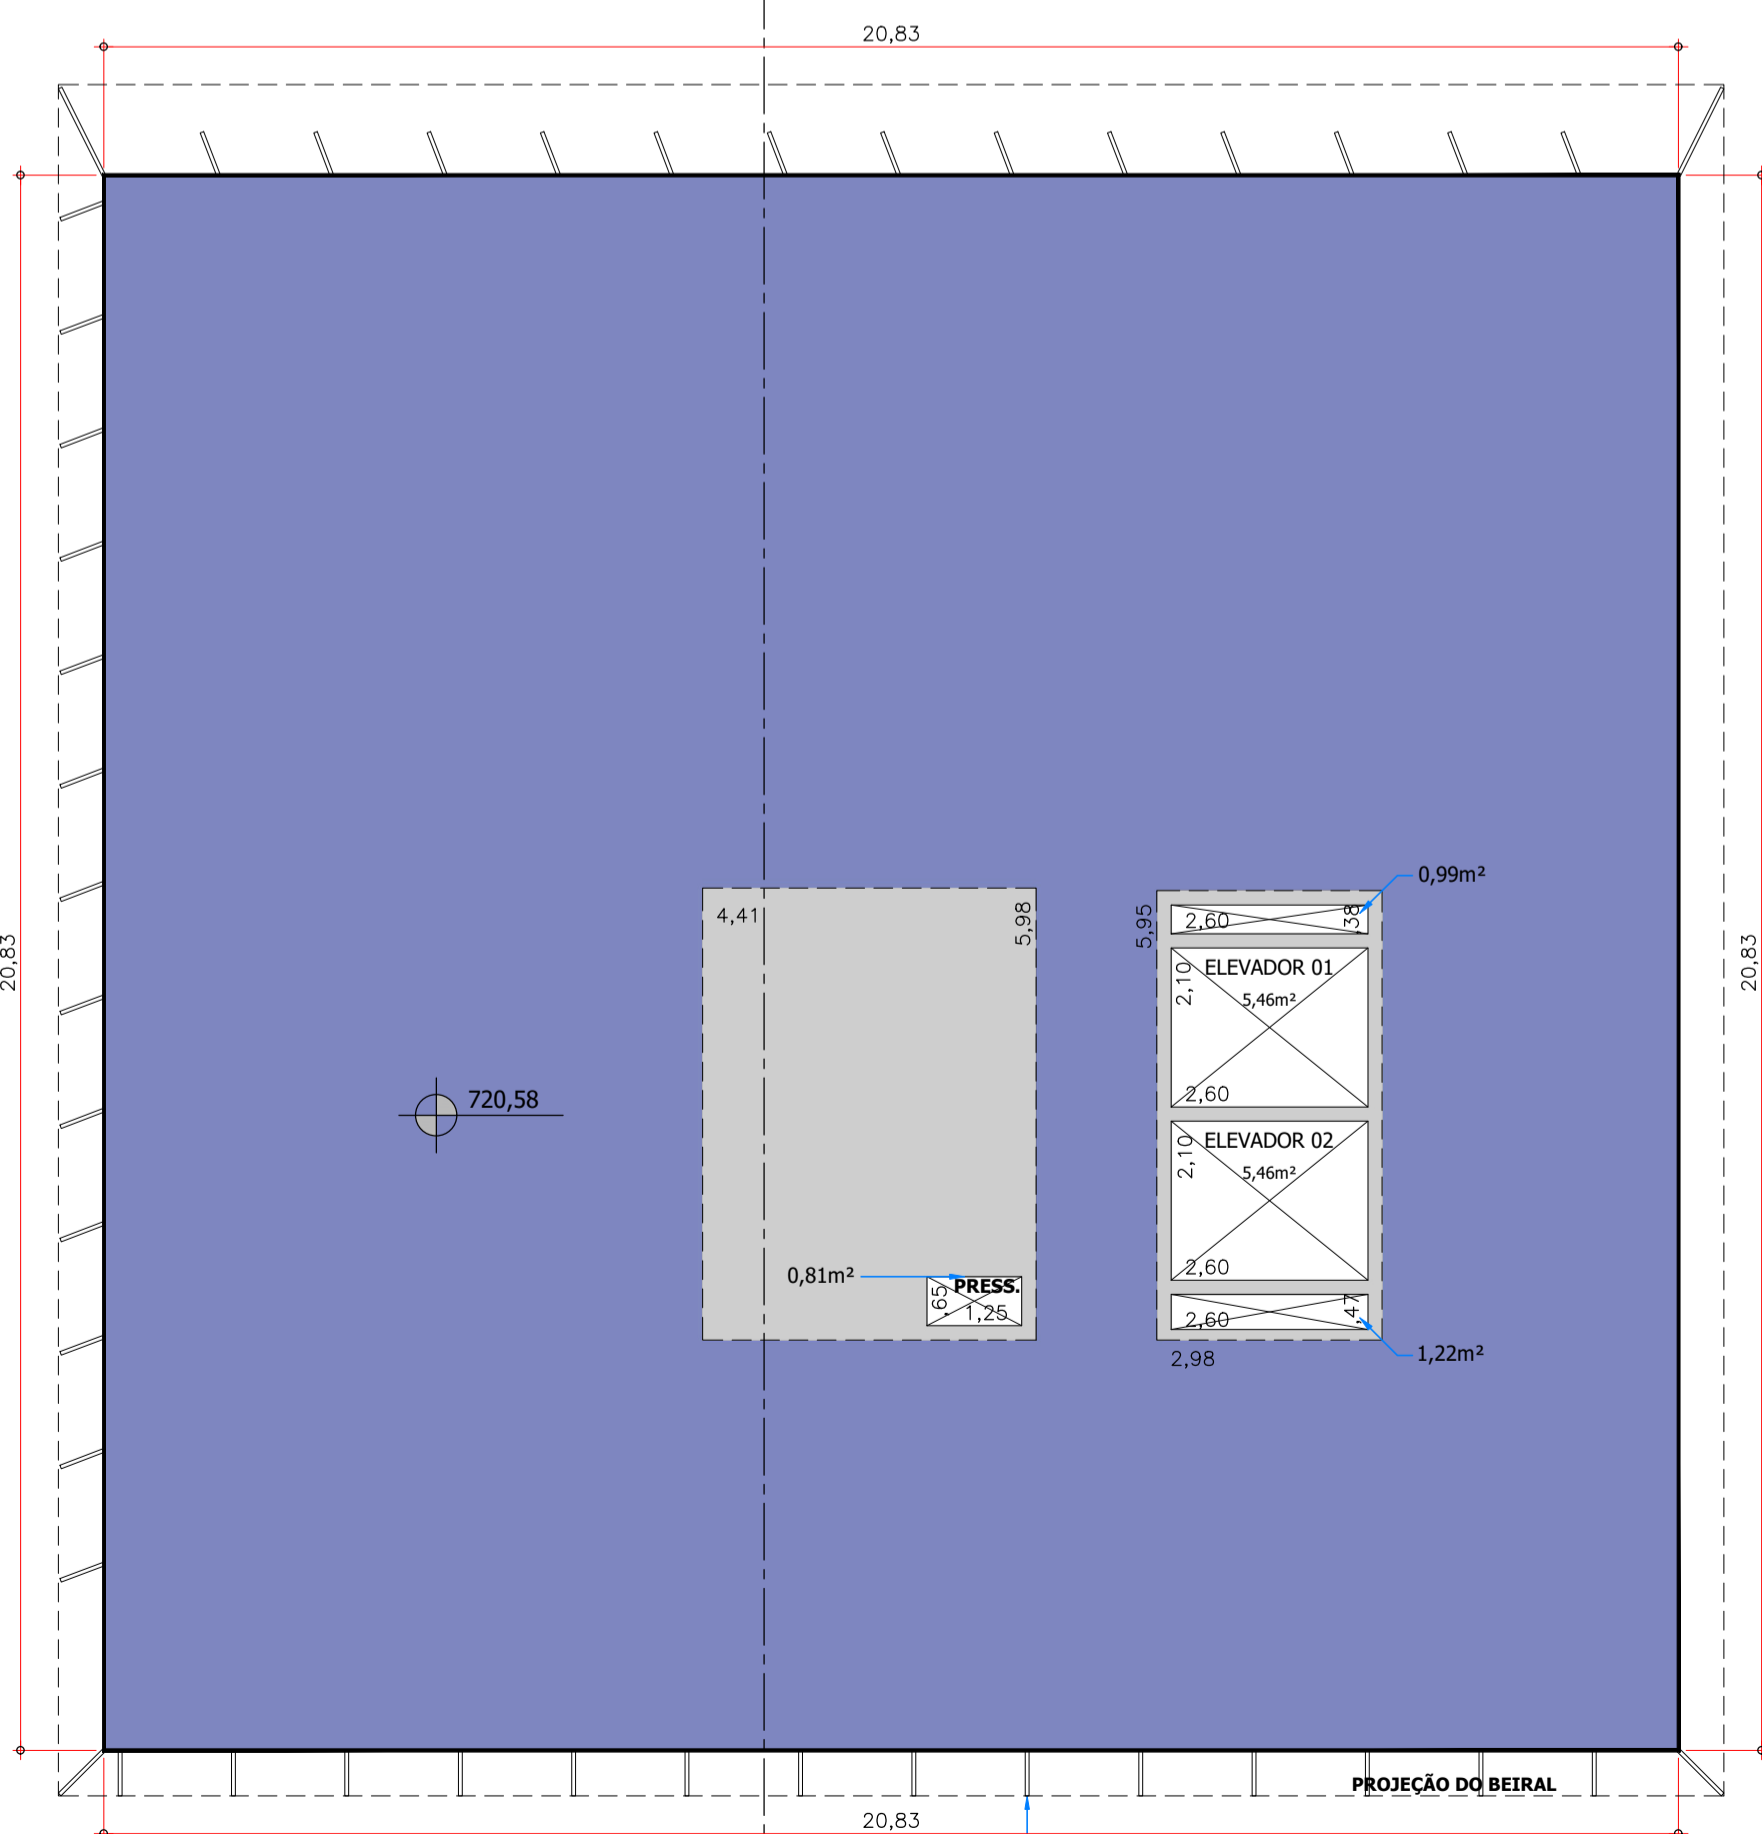 20,83
0,99m²
4,41
5,98
5,95
2,60
,38
20,83
20,83
2,10
ELEVADOR 01
5,46m²
2,60
720,58
2,10
ELEVADOR 02
5,46m²
2,60
0,81m²
PRESS.
,65
1,25
2,60
,47
1,22m²
2,98
PROJEÇÃO DO BEIRAL
20,83